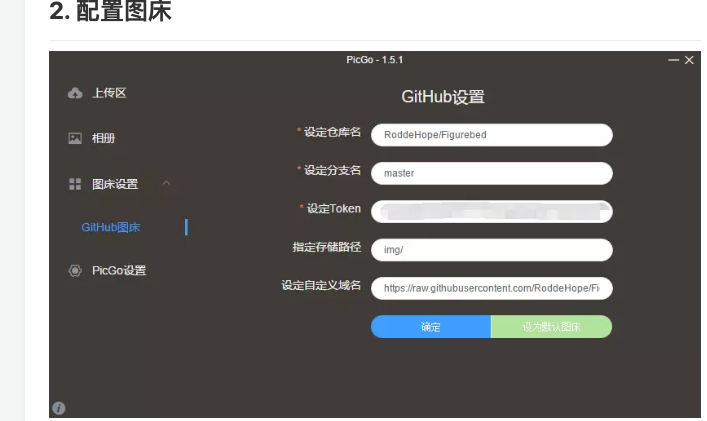 2. 配置图床
PicGo - 1.5.1
上传区
GitHub设置
* 设定仓库名 RoddeHope/Figurebed
相册
* 设定分支名 master
图床设置
* 设定Token
GitHub图床
指定存储路径 img/
PicGo设置
设定自定义域名 https://raw.githubusercontent.com/RoddeHope/Fi
确定 设为默认图床